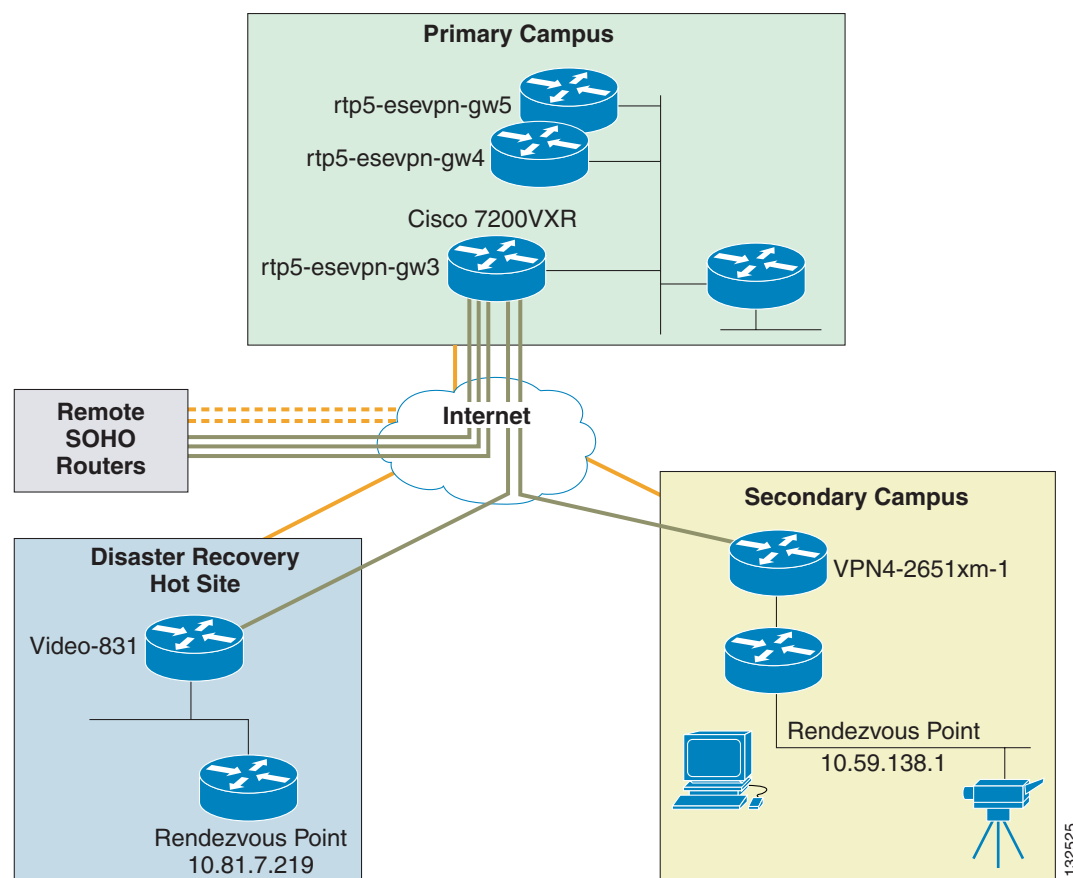 Primary Campus
rtp5-esevpn-gw5
rtp5-esevpn-gw4
Cisco 7200VXR
rtp5-esevpn-gw3
Internet
Remote
SOHO
Routers
Secondary Campus
VPN4-2651xm-1
Rendezvous Point
10.59.138.1
Disaster Recovery
Hot Site
Video-831
Rendezvous Point
10.81.7.219
132525